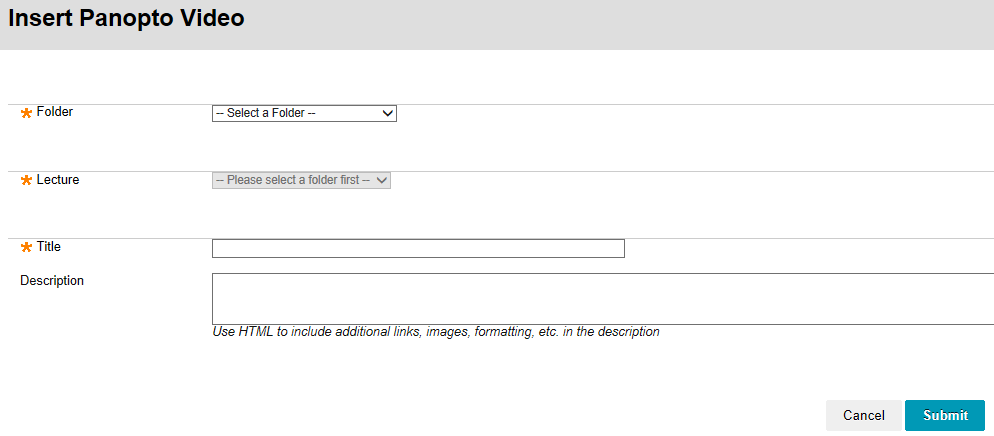 Insert Panopto Video
Folder
-- Select a Folder --
Lecture
-- Please select a folder first --
Title
Description
Use HTML to include additional links, images, formatting, etc. in the description
Cancel
Submit